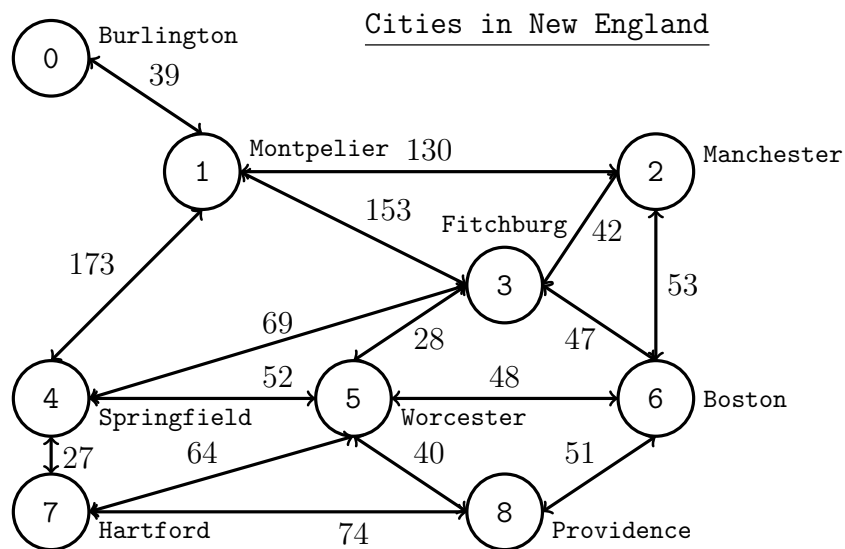 Cities in New England
Burlington
0
39
Montpelier
130
Manchester
1
2
153
Fitchburg
42
173
3
53
69
28
47
52
48
4
5
6
Springfield
Worcester
Boston
27
64
40
51
7
8
Hartford
74
Providence